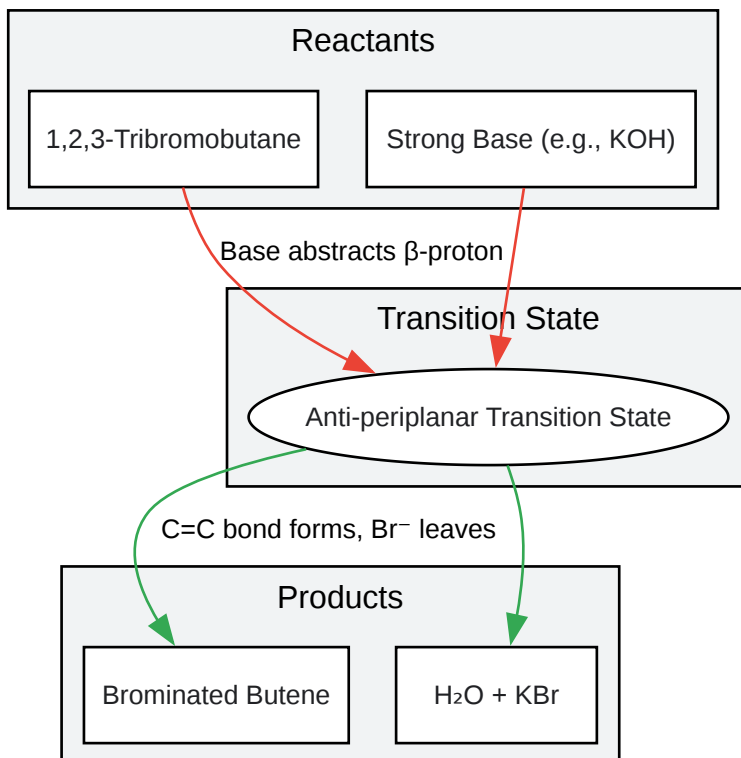 Reactants
1,2,3-Tribromobutane
Strong Base (e.g., KOH)
Base abstracts β-proton
Transition State
Anti-periplanar Transition State
C=C bond forms, Br⁻ leaves
Products
Brominated Butene
H₂O + KBr